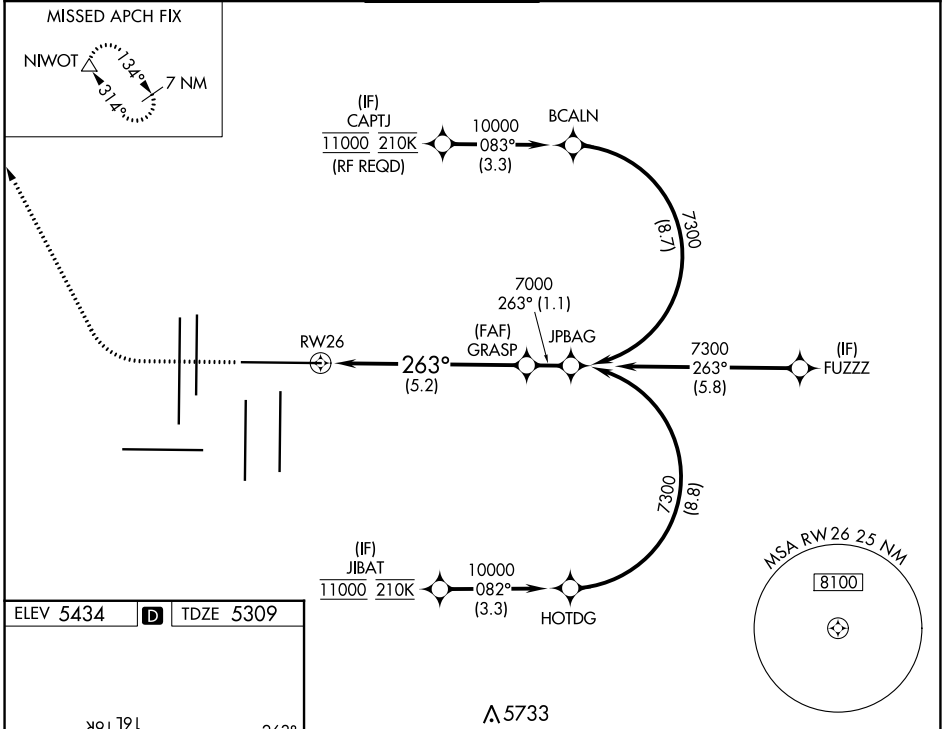 MISSED APCH FIX
NIWOT
134°
7 NM
314°
(IF)
CAPTJ
11000 210K
(RF REQD)
10000
083°
(3.3)
BCALN
7300
(8.7)
7000
263° (1.1)
(FAF)
GRASP
JPBAG
RW26
263°
(5.2)
7300
263°
(5.8)
(IF)
FUZZZ
7300
(8.8)
(IF)
JIBAT
11000 210K
10000
082°
(3.3)
HOTDG
MSA RW26 25 NM
8100
ELEV 5434
D
TDZE 5309
5733